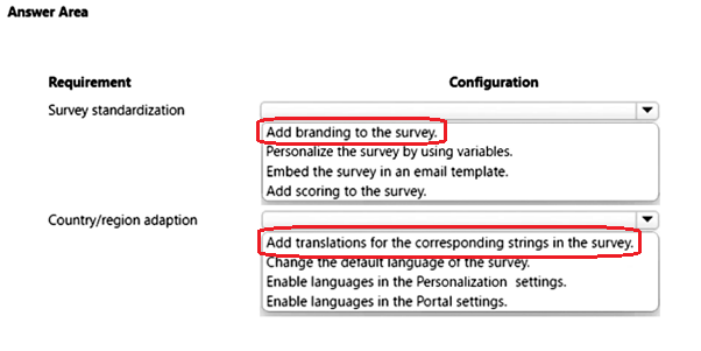 Answer Area
Requirement Configuration
Survey standardization
Add branding to the survey.
Personalize the survey by using variables.
Embed the survey in an email template.
Add scoring to the survey.
Country/region adaption
Add translations for the corresponding strings in the survey.
Change the default language of the survey.
Enable languages in the Personalization settings.
Enable languages in the Portal settings.